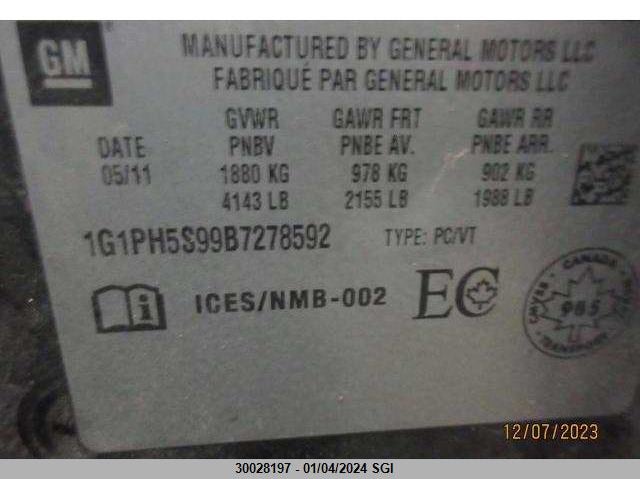 GM
MANUFACTURED BY GENERAL MOTORS LLC
FABRIQUÉ PAR GENERAL MOTORS LLC
GVWR GAWR FRT GAWR RR
DATE PNBV PNBE AV. PNBE ARR.
05/11 1880 KG 978 KG 902 KG
4143 LB 2155 LB 1988 LB
1G1PH5S99B7278592 TYPE: PC/VT
ICES/NMB-002 EC
CANADA
985
12/07/2023
30028197 - 01/04/2024 SGI